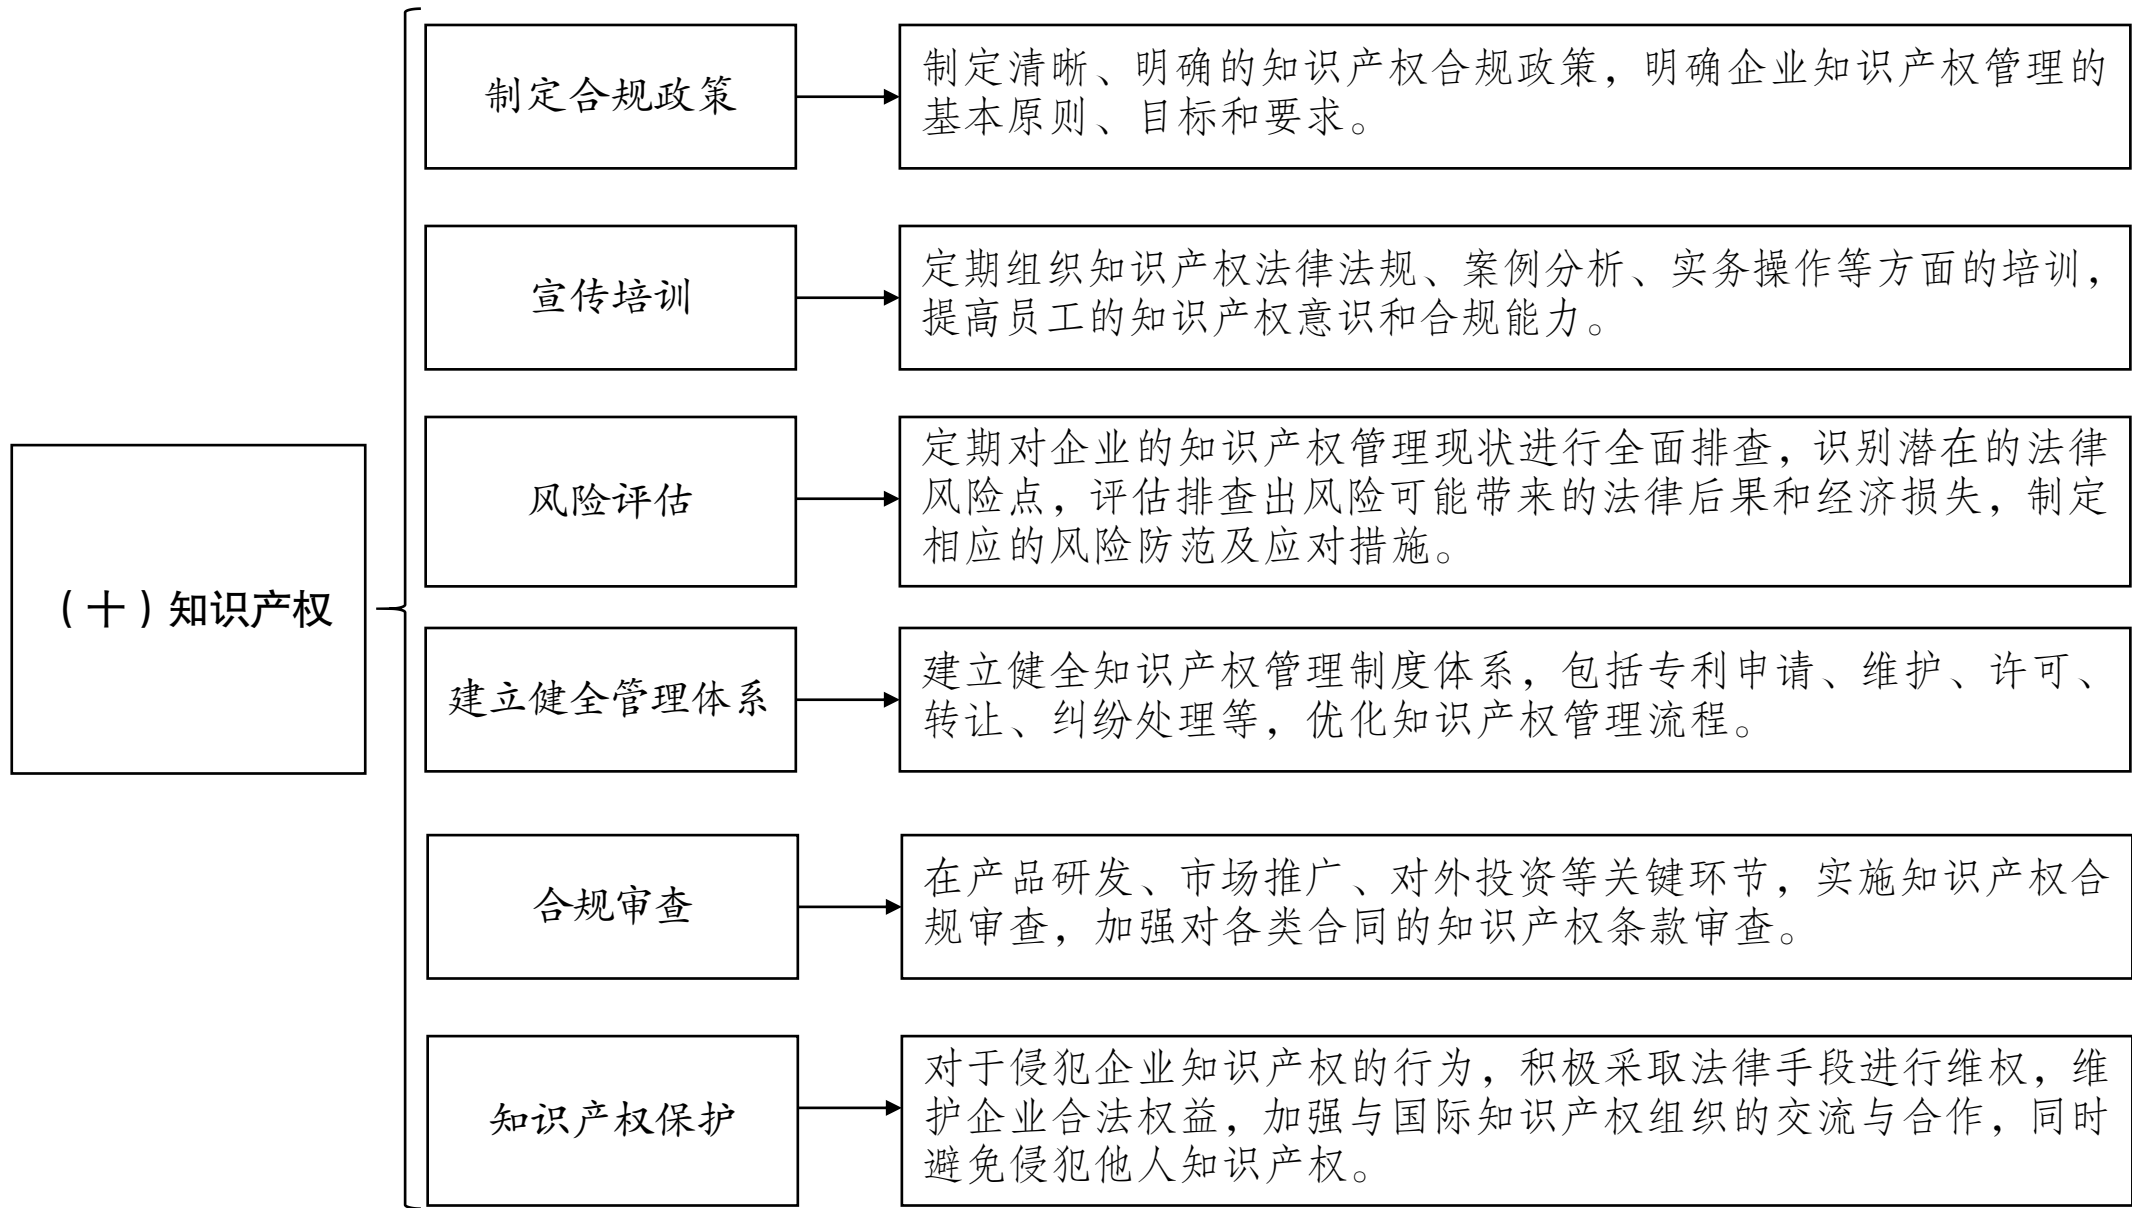 制定合规政策
制定清晰、明确的知识产权合规政策，明确企业知识产权管理的
基本原则、目标和要求。
宣传培训
定期组织知识产权法律法规、案例分析、实务操作等方面的培训，
提高员工的知识产权意识和合规能力。
风险评估
定期对企业的知识产权管理现状进行全面排查，识别潜在的法律
风险点，评估排查出风险可能带来的法律后果和经济损失，制定
相应的风险防范及应对措施。
（十）知识产权
建立健全管理体系
建立健全知识产权管理制度体系，包括专利申请、维护、许可、
转让、纠纷处理等，优化知识产权管理流程。
合规审查
在产品研发、市场推广、对外投资等关键环节，实施知识产权合
规审查，加强对各类合同的知识产权条款审查。
知识产权保护
对于侵犯企业知识产权的行为，积极采取法律手段进行维权，维
护企业合法权益，加强与国际知识产权组织的交流与合作，同时
避免侵犯他人知识产权。